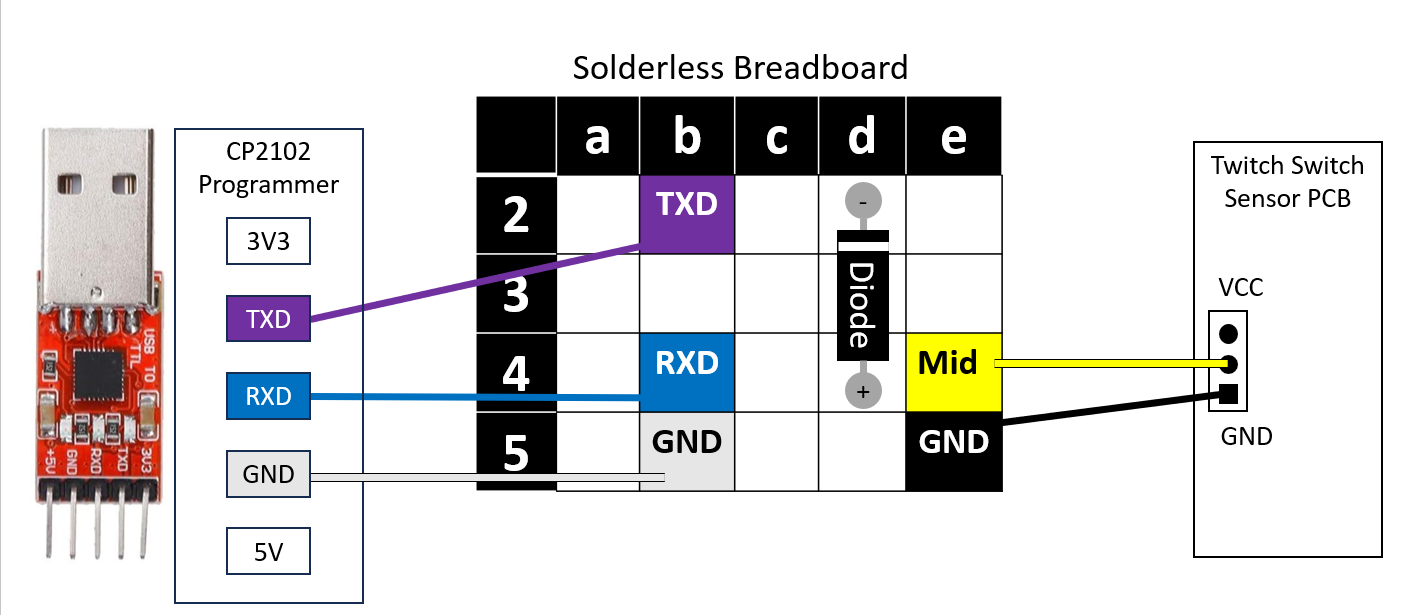 Solderless Breadboard
CP2102
Programmer
3V3
TXD
RXD
GND
5V
USB TO
TTL
+5V
GND
RXD
TXD
3V3
a b c d e
2 TXD -
3 Diode
4 RXD + Mid
5 GND GND
Twitch Switch
Sensor PCB
VCC
GND